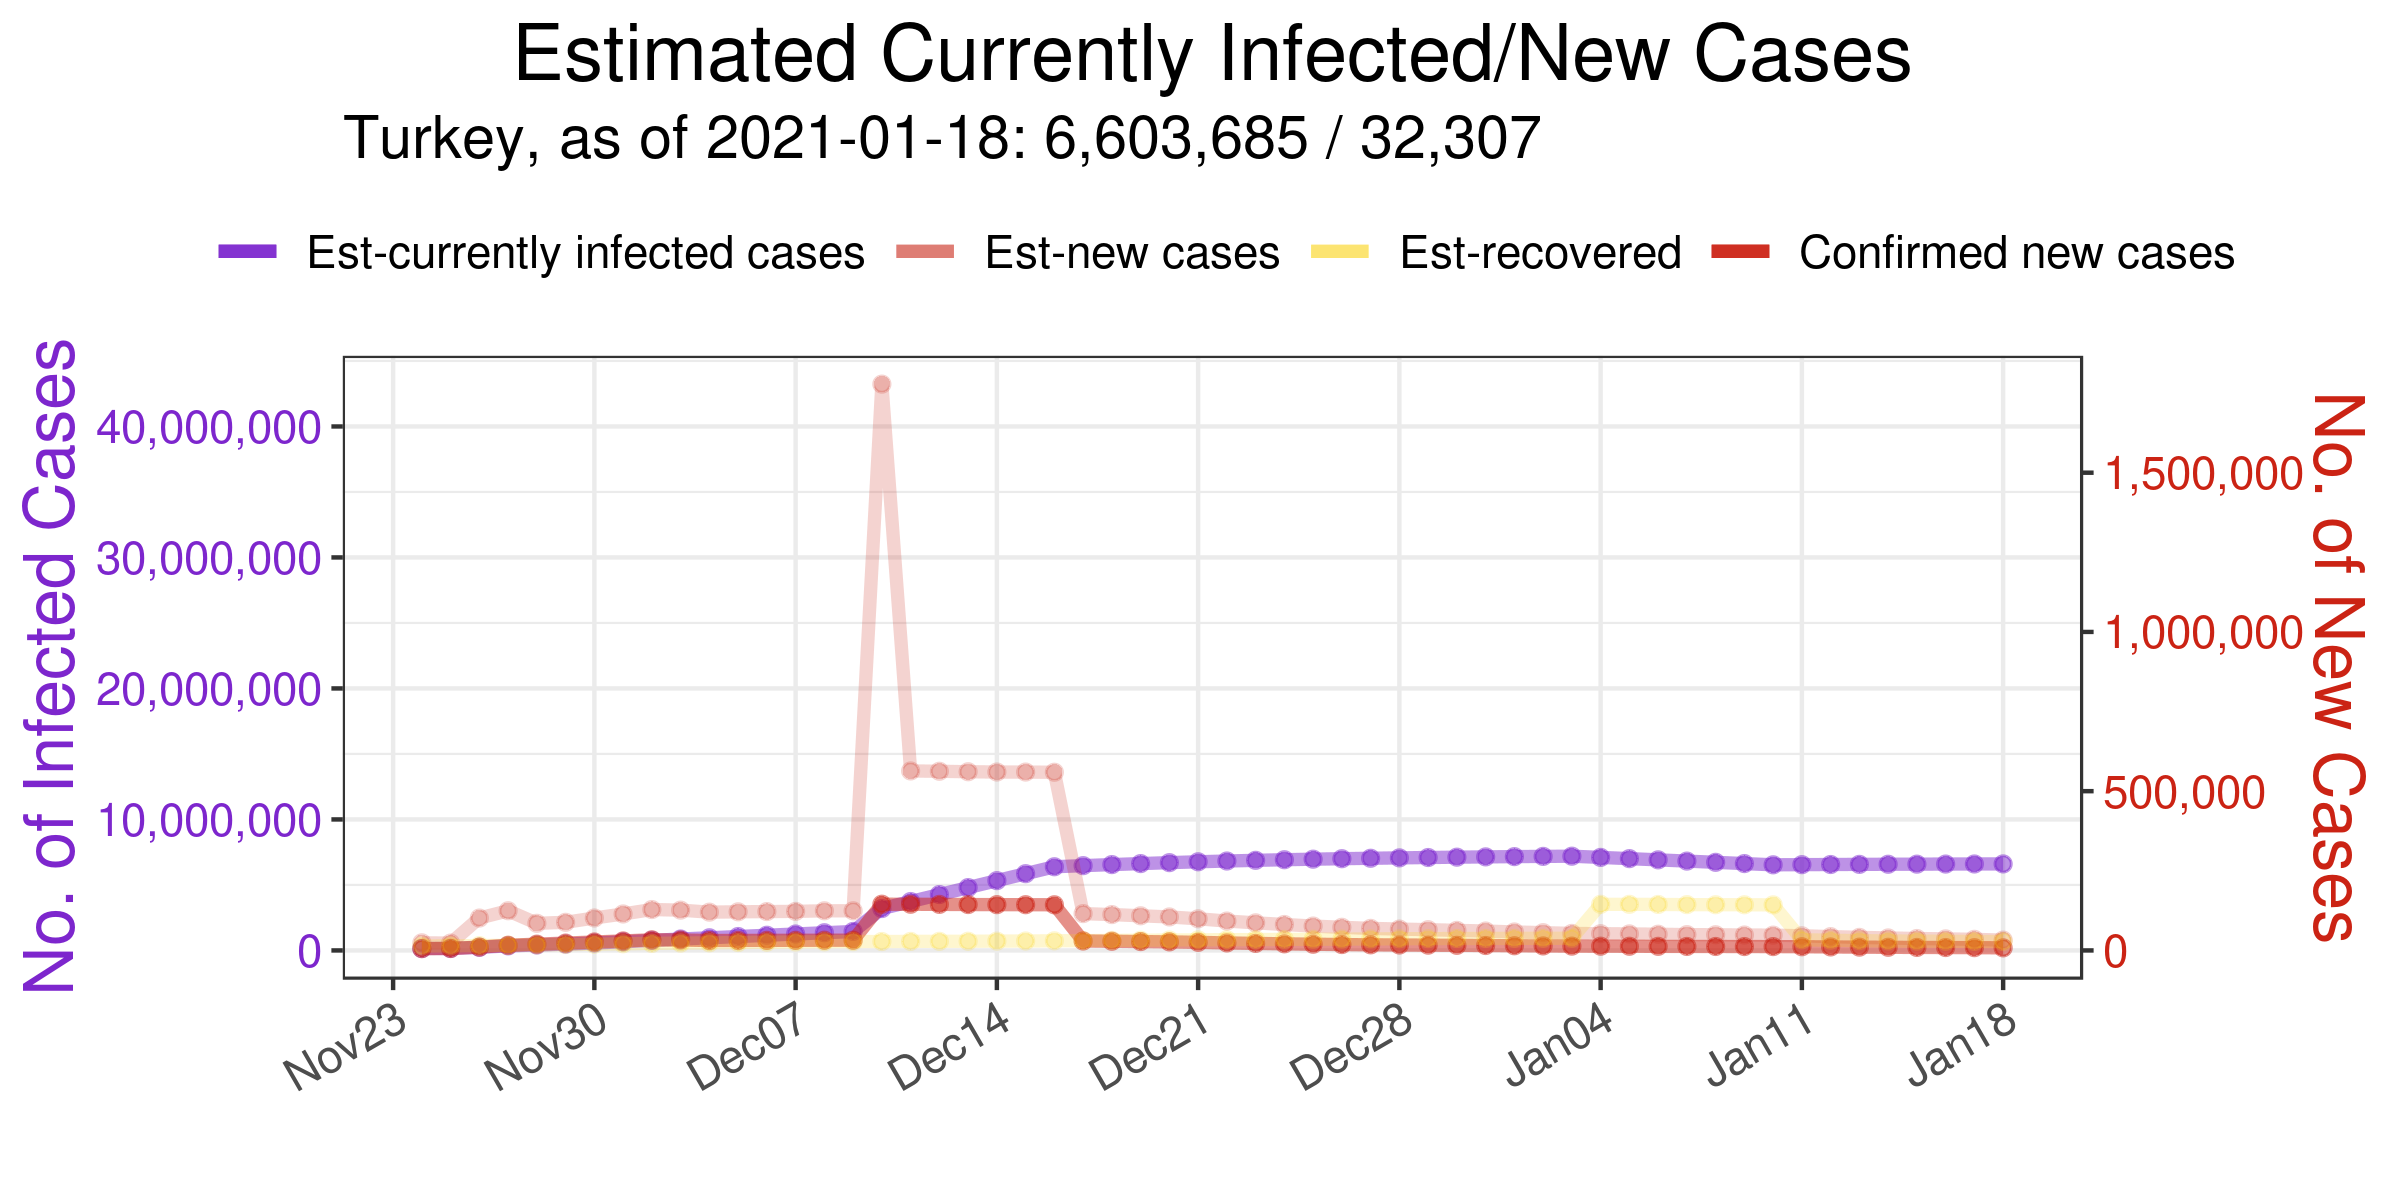 Estimated Currently Infected/New Cases
Turkey, as of 2021-01-18: 6,603,685 / 32,307
Est-currently infected cases Est-new cases Est-recovered Confirmed new cases
No. of Infected Cases
40,000,000
30,000,000
20,000,000
10,000,000
0
1,500,000
1,000,000
500,000
0
No. of New Cases
Nov23 Nov30 Dec07 Dec14 Dec21 Dec28 Jan04 Jan11 Jan18